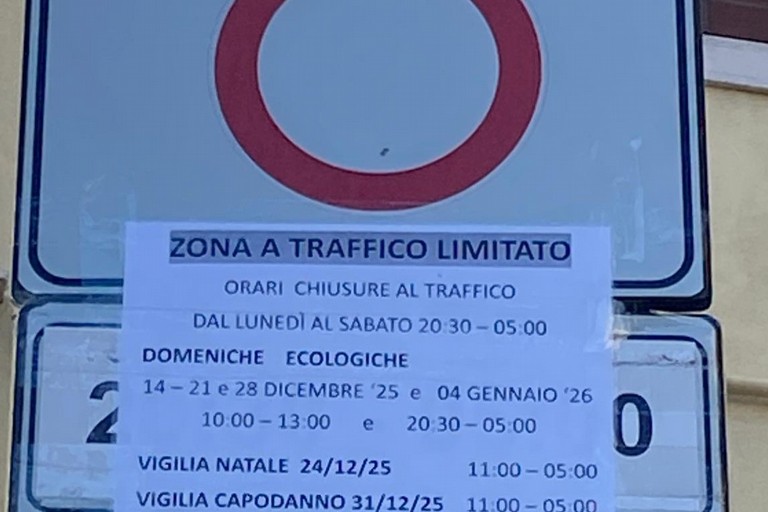 ZONA A TRAFFICO LIMITATO
ORARI CHIUSURE AL TRAFFICO
DAL LUNEDÌ AL SABATO 20:30 – 05:00
DOMENICHE ECOLOGICHE
14 – 21 e 28 DICEMBRE '25 e 04 GENNAIO '26
2 0
10:00 – 13:00 e 20:30 – 05:00
VIGILIA NATALE 24/12/25 11:00 – 05:00
VIGILIA CAPODANNO 31/12/25 11:00 – 05:00